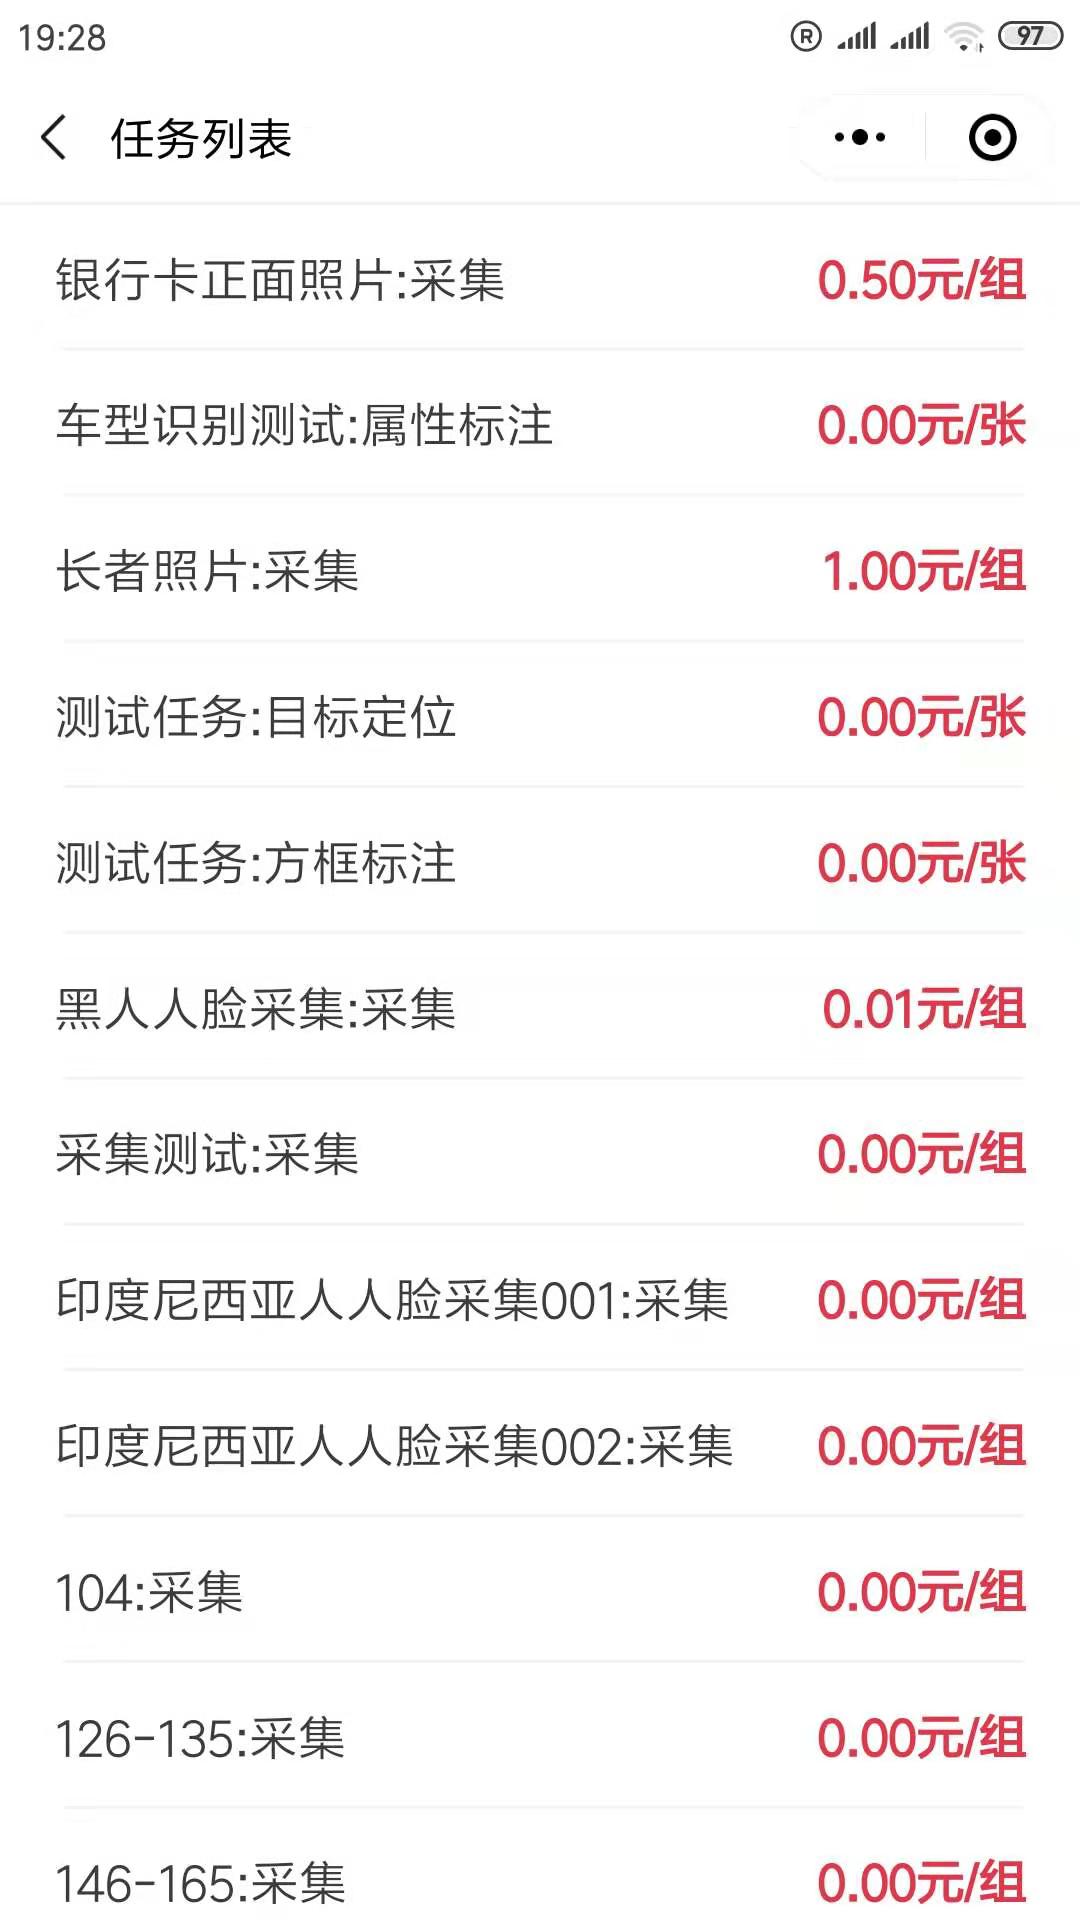 19:28
R
97
任务列表
银行卡正面照片:采集 0.50元/组
车型识别测试:属性标注 0.00元/张
长者照片:采集 1.00元/组
测试任务:目标定位 0.00元/张
测试任务:方框标注 0.00元/张
黑人人脸采集:采集 0.01元/组
采集测试:采集 0.00元/组
印度尼西亚人人脸采集001:采集 0.00元/组
印度尼西亚人人脸采集002:采集 0.00元/组
104:采集 0.00元/组
126-135:采集 0.00元/组
146-165:采集 0.00元/组